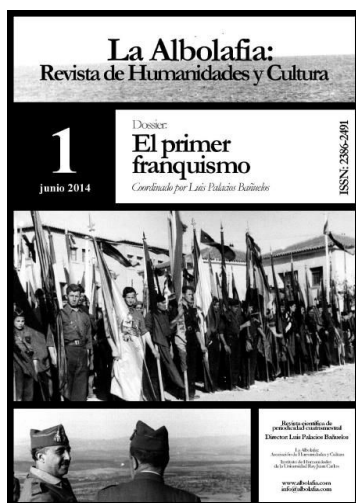 La Albolafia:
Revista de Humanidades y Cultura
1
junio 2014
Dossier:
El primer
franquismo
Coordinado por Luis Palacios Bañuelos
ISSN: 2386-2491
Revista científica de
periodicidad cuatrimestral
Director: Luis Palacios Bañuelos
La Albolafia:
Asociación de Humanidades y Cultura
Instituto de Humanidades
de la Universidad Rey Juan Carlos
www.albolafia.com
info@albolafia.com